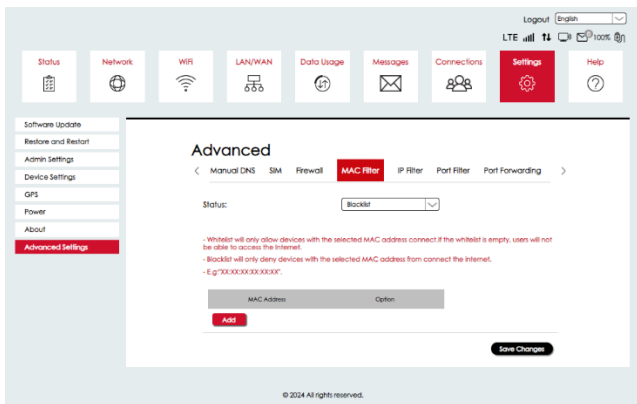 Logout English
LTE 100%
Status Network WiFi LAN/WAN Data Usage Messages Connections Settings Help
Software Update
Restore and Restart
Admin Settings
Device Settings
GPS
Power
About
Advanced Settings
Advanced
Manual DNS SIM Firewall MAC Filter IP Filter Port Filter Port Forwarding
Status: Blacklist
- Whitelist will only allow devices with the selected MAC address connect.If the whitelist is empty, users will not
be able to access the Internet.
- Blacklist will only deny devices with the selected MAC address from connect the internet.
- E.g:"XX:XX:XX:XX:XX:XX".
MAC Address Option
Add
Save Changes
© 2024 All rights reserved.